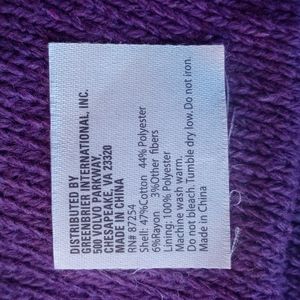 DISTRIBUTED BY
GREENBRIER INTERNATIONAL, INC.
500 VOLVO PARKWAY,
CHESAPEAKE, VA 23320
MADE IN CHINA
RN# 87254
Shell: 47%Cotton 44% Polyester
6%Rayon 3%Other fibers
Lining: 100% Polyester
Machine wash warm.
Do not bleach. Tumble dry low. Do not iron.
Made in China